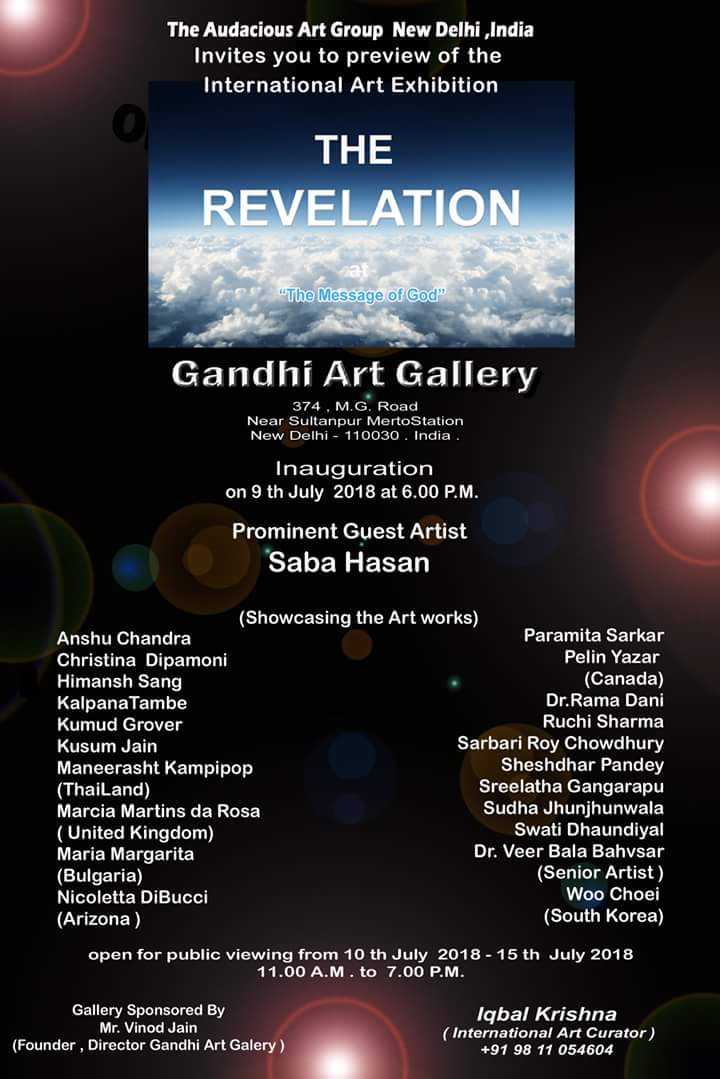 The Audacious Art Group New Delhi ,India
Invites you to preview of the
International Art Exhibition
THE
REVELATION
at
"The Message of God"
Gandhi Art Gallery
374 , M.G. Road
Near Sultanpur MertoStation
New Delhi - 110030 . India .
Inauguration
on 9 th July 2018 at 6.00 P.M.
Prominent Guest Artist
Saba Hasan
(Showcasing the Art works)
Anshu Chandra
Christina Dipamoni
Himansh Sang
KalpanaTambe
Kumud Grover
Kusum Jain
Maneerasht Kampipop
(ThaiLand)
Marcia Martins da Rosa
( United Kingdom)
Maria Margarita
(Bulgaria)
Nicoletta DiBucci
(Arizona )
Paramita Sarkar
Pelin Yazar
(Canada)
Dr.Rama Dani
Ruchi Sharma
Sarbari Roy Chowdhury
Sheshdhar Pandey
Sreelatha Gangarapu
Sudha Jhunjhunwala
Swati Dhaundiyal
Dr. Veer Bala Bahvsar
(Senior Artist )
Woo Choei
(South Korea)
open for public viewing from 10 th July 2018 - 15 th July 2018
11.00 A.M . to 7.00 P.M.
Gallery Sponsored By
Mr. Vinod Jain
(Founder , Director Gandhi Art Galery )
Iqbal Krishna
( International Art Curator )
+91 98 11 054604